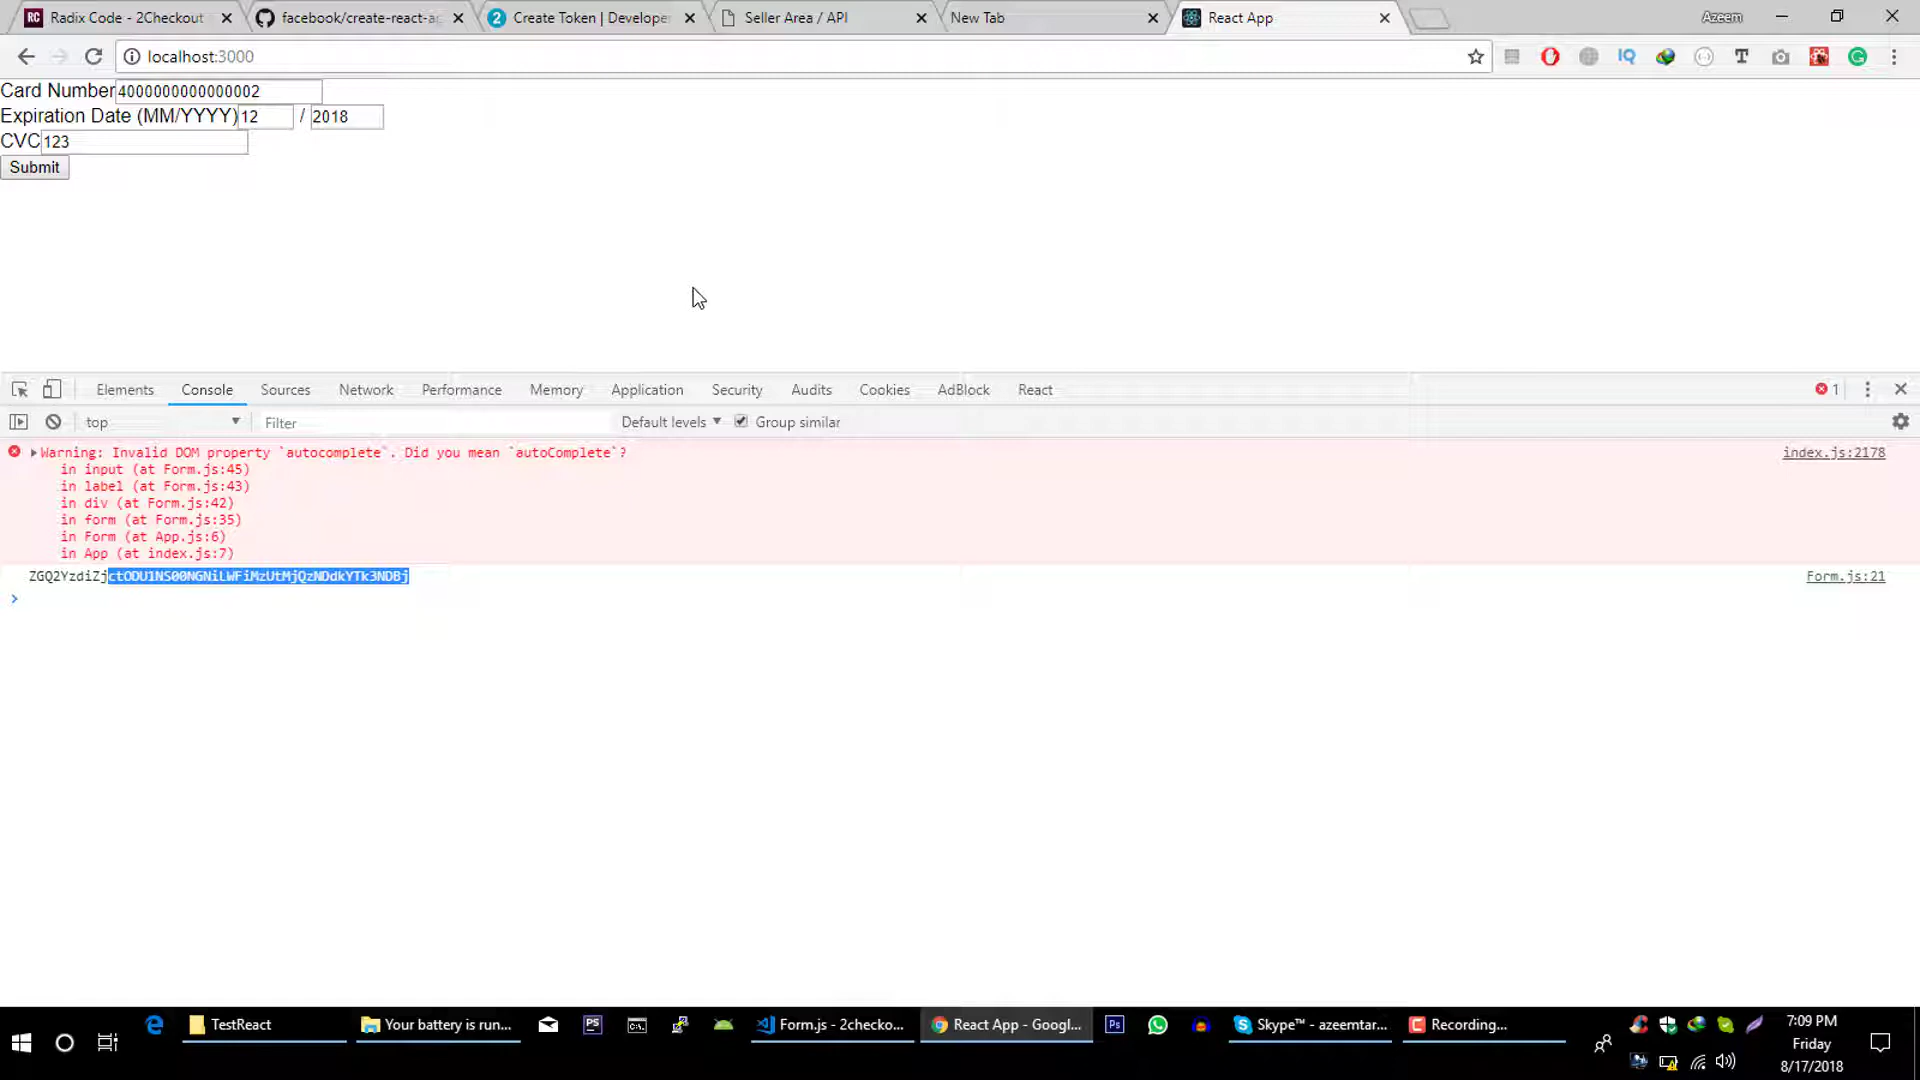 Radix Code - 2Checkout
facebook/create-react-ap
Create Token | Develope
Seller Area / API
New Tab
React App
Azeem
localhost:3000
Card Number 4000000000000002
Expiration Date (MM/YYYY) 12 / 2018
CVC 123
Submit
Elements Console Sources Network Performance Memory Application Security Audits Cookies AdBlock React 1
top Filter Default levels Group similar
Warning: Invalid DOM property `autocomplete`. Did you mean `autoComplete`? index.js:2178
in input (at Form.js:45)
in label (at Form.js:43)
in div (at Form.js:42)
in form (at Form.js:35)
in Form (at App.js:6)
in App (at index.js:7)
ZGQ2YzdiZjctODU1NS00NGNiLWFiMzUtMjQzNDdkYTk3NDBj Form.js:21
TestReact
Your battery is run...
Form.js - 2checko...
React App - Googl...
Skype™ - azeemtar...
Recording...
7:09 PM
Friday
8/17/2018